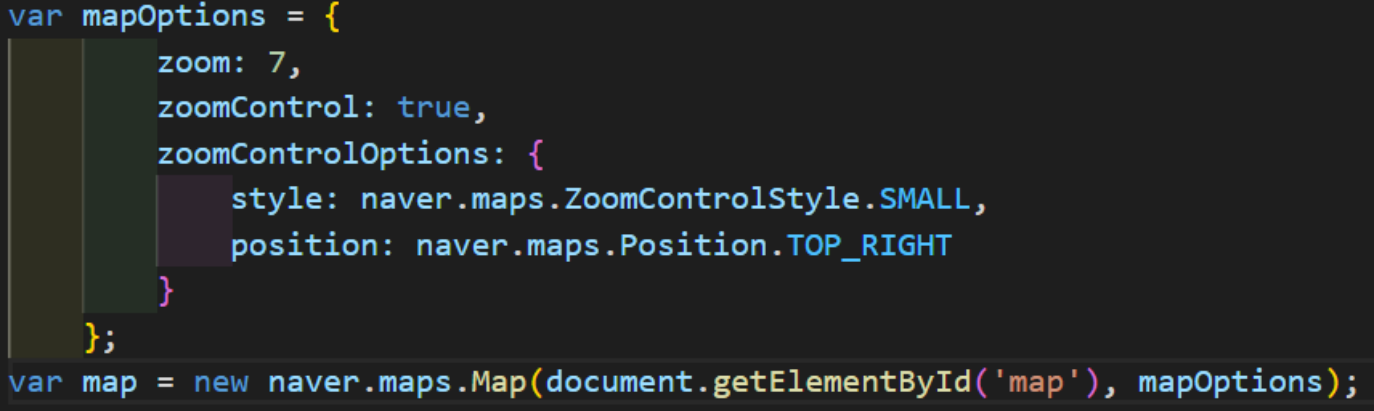 var mapOptions = {
zoom: 7,
zoomControl: true,
zoomControlOptions: {
style: naver.maps.ZoomControlStyle.SMALL,
position: naver.maps.Position.TOP_RIGHT
}
};
var map = new naver.maps.Map(document.getElementById('map'), mapOptions);